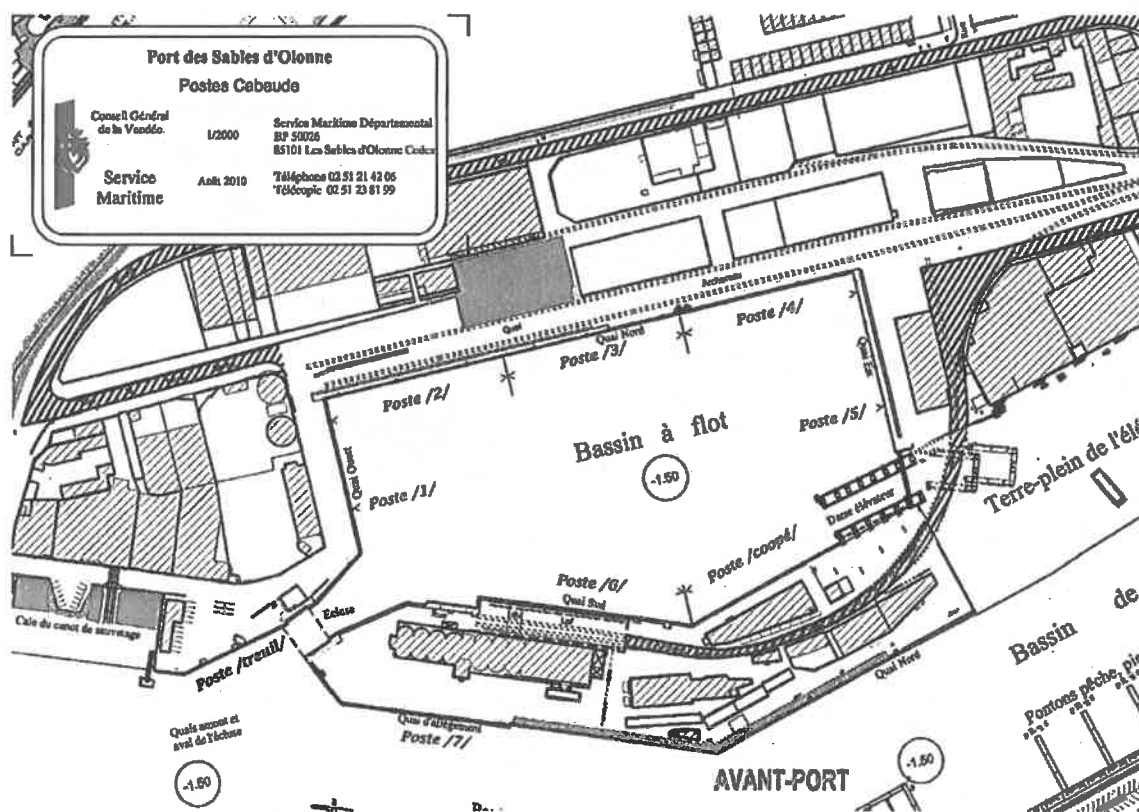 Port des Sables d'Olonne
Postes Cabaude
Conseil Général
de la Vendée.
1/2000
Service Maritime Départemental
BP 50026
85101 Les Sables d'Olonne Cedex
Service
Maritime
Août 2010
Téléphone 02 51 21 42 06
Télécopie 02 51 23 81 99
Quai
Quai Nord
Poste /4/
Poste /3/
Poste /2/
Poste /5/
Bassin à flot
-1.50
Quai Ouest
Poste /1/
Darse élévateur
Terre-plein de l'élé
Poste /coopé/
Poste /6/
Quai Sud
Ecluse
Cale du canot de sauvetage
Poste /treuil/
Quai Nord
Bassin de
Quai d'allègement
Poste /7/
Quais amont et
aval de l'écluse
-1.50
Pontons pêche,
-1.50
AVANT-PORT